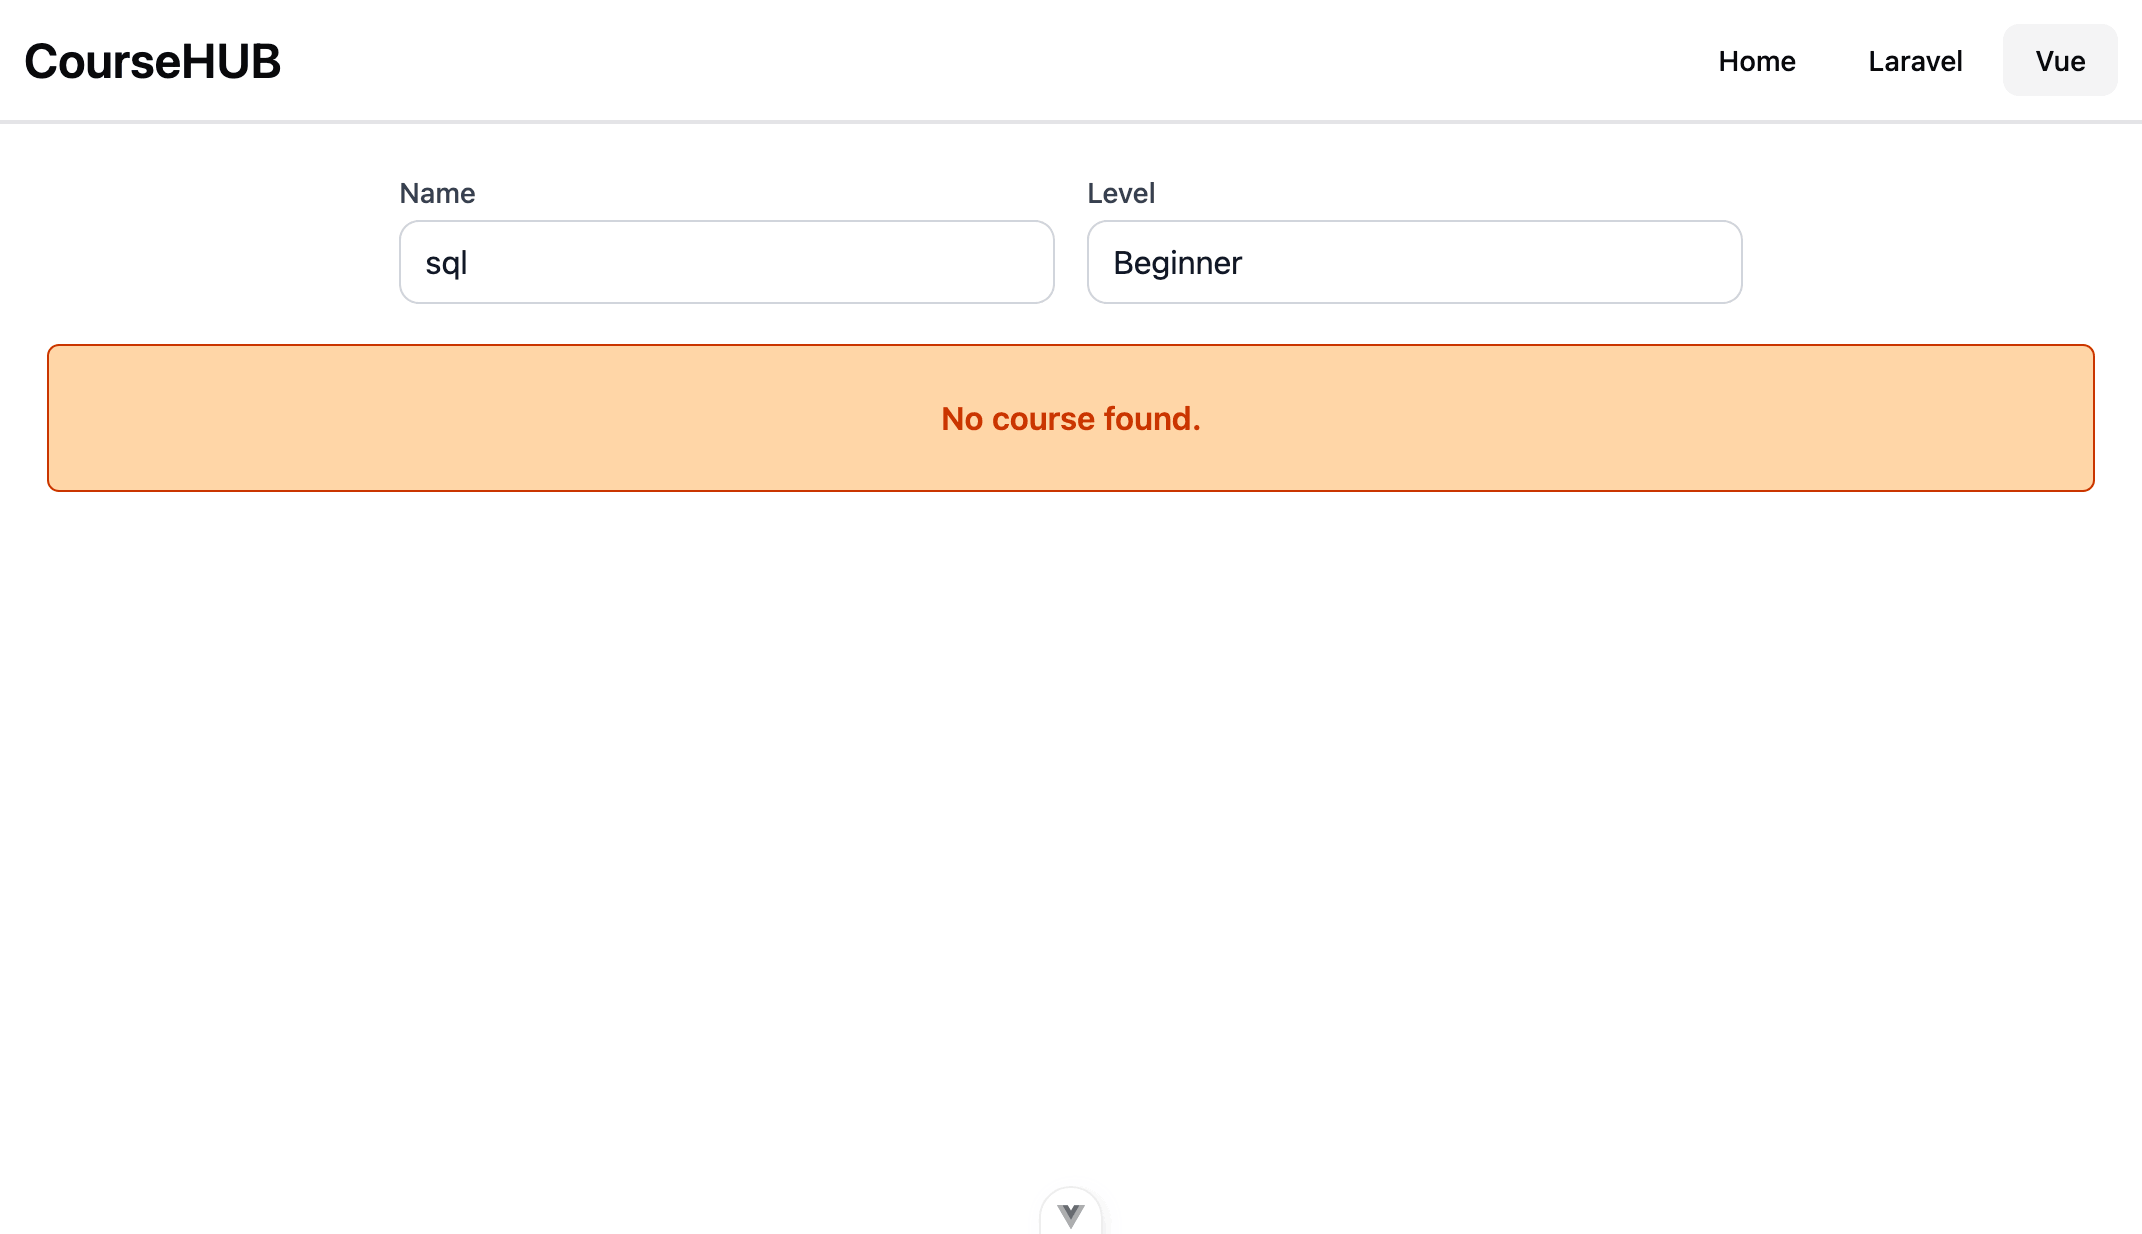 CourseHUB
Home Laravel Vue
Name Level
sql Beginner
No course found.